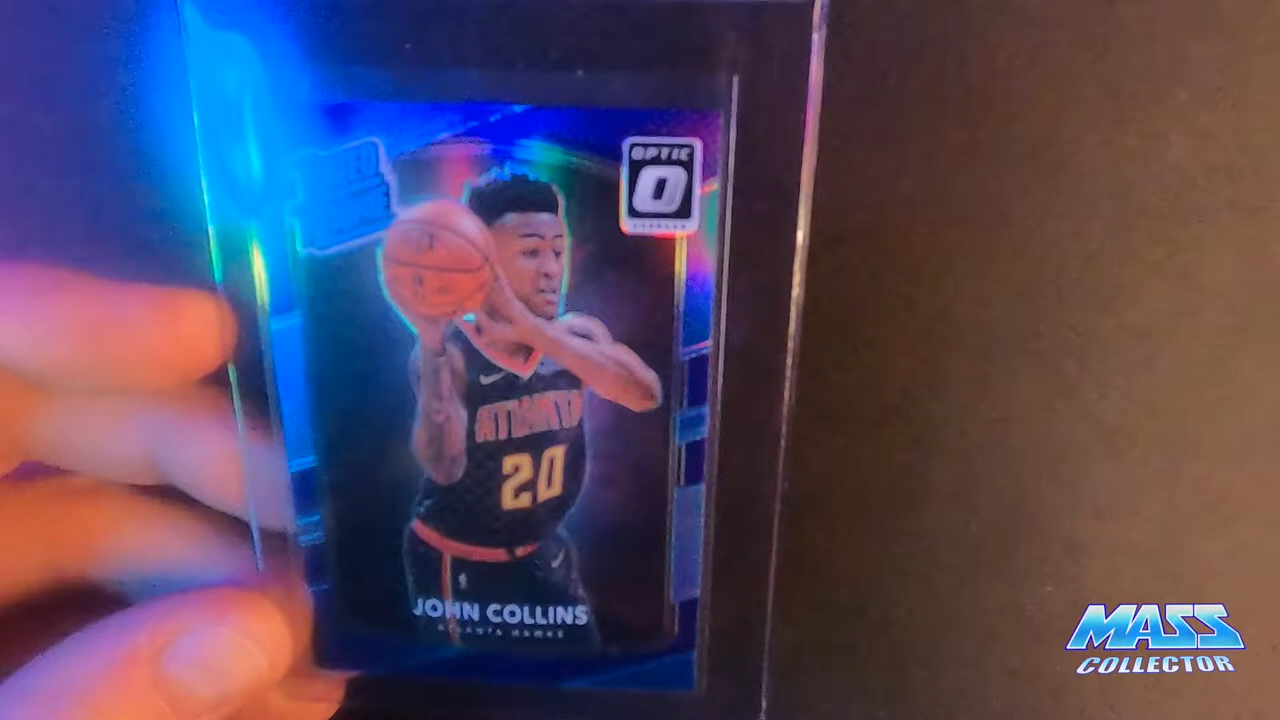 OPTIC
O
ATLANTA
20
JOHN COLLINS
ATLANTA HAWKS
MASS
COLLECTOR